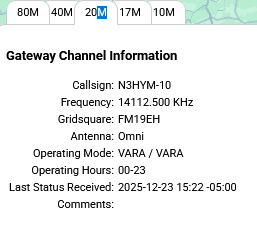 80M 40M 20M 17M 10M
Gateway Channel Information
Callsign: N3HYM-10
Frequency: 14112.500 KHz
Gridsquare: FM19EH
Antenna: Omni
Operating Mode: VARA / VARA
Operating Hours: 00-23
Last Status Received: 2025-12-23 15:22 -05:00
Comments: